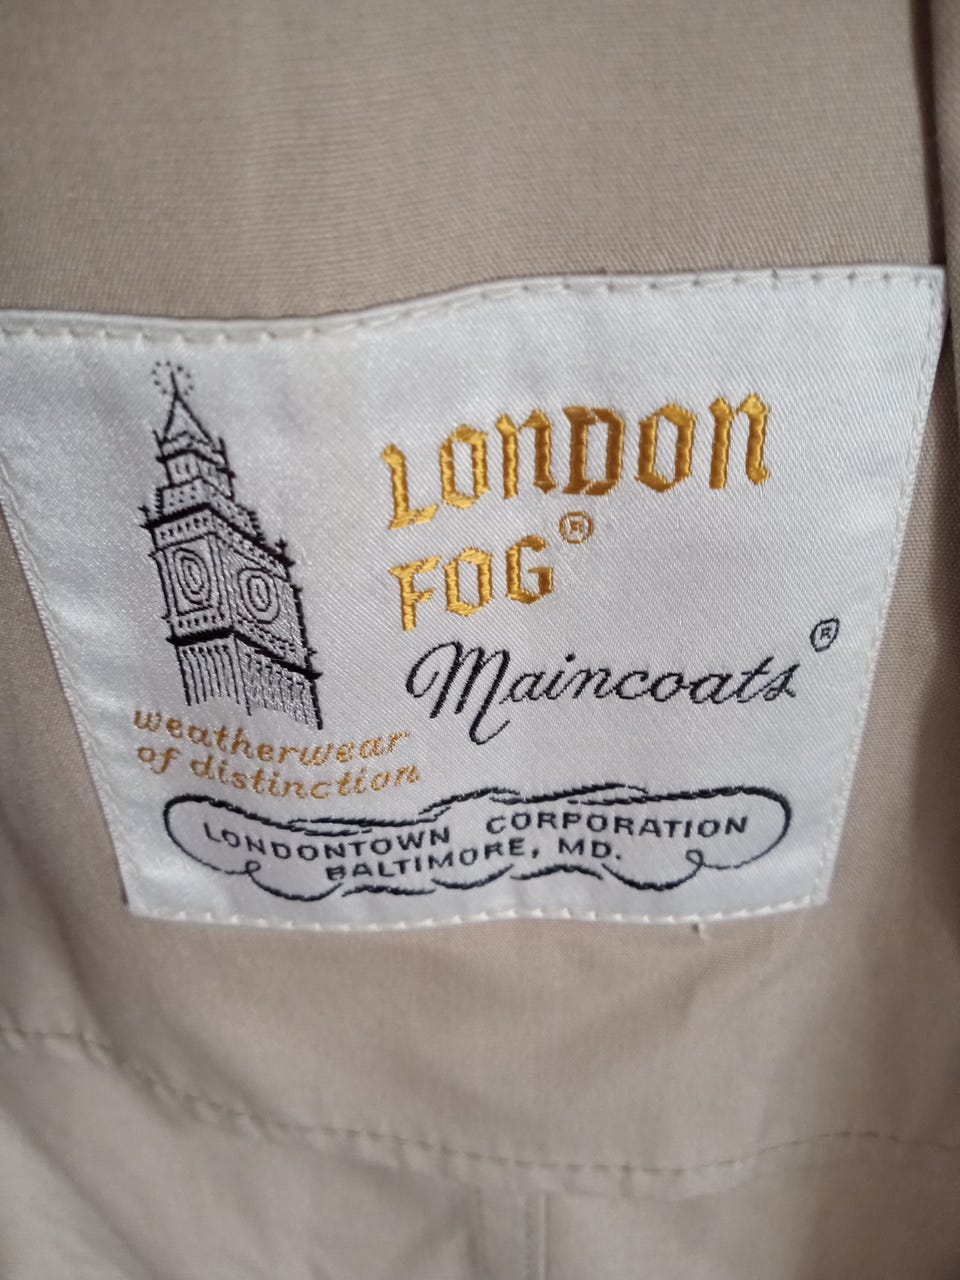 LONDON
FOG®
Maincoats®
weatherwear
of distinction
LONDONTOWN CORPORATION
BALTIMORE, MD.